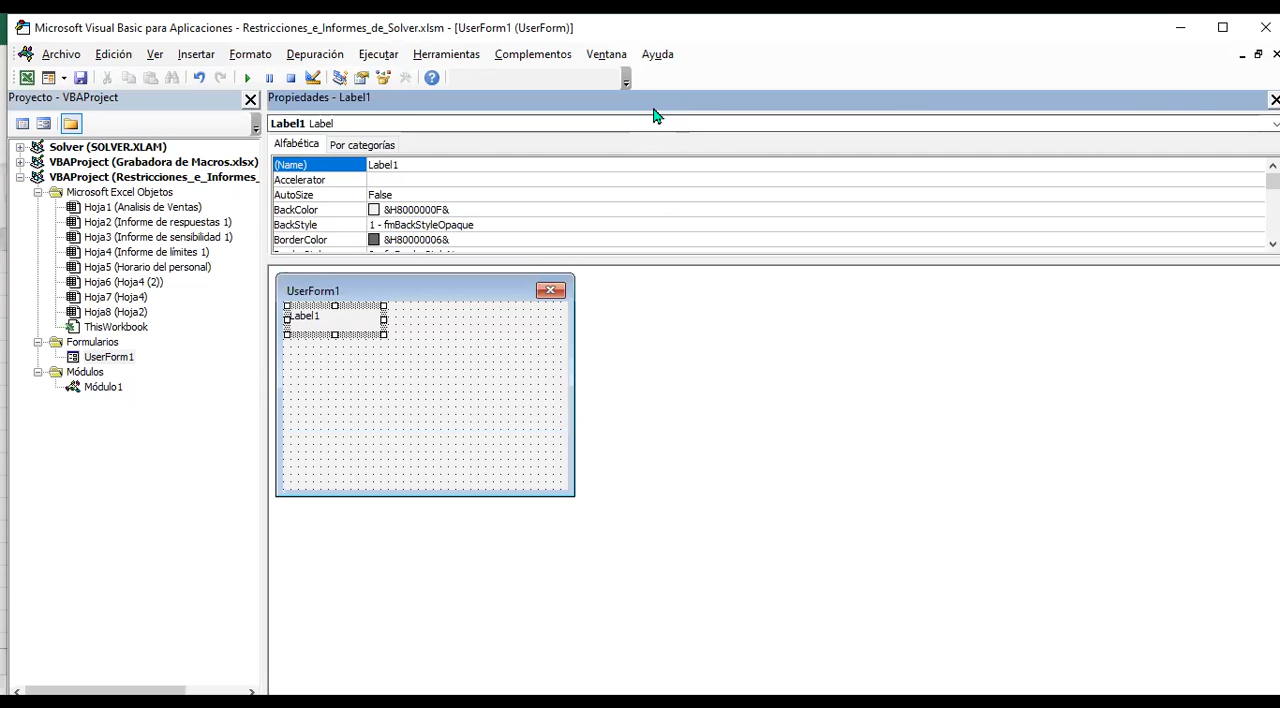 Microsoft Visual Basic para Aplicaciones - Restricciones_e_Informes_de_Solver.xlsm - [UserForm1 (UserForm)]
Archivo Edición Ver Insertar Formato Depuración Ejecutar Herramientas Complementos Ventana Ayuda
Proyecto - VBAProject
Solver (SOLVER.XLAM)
VBAProject (Grabadora de Macros.xlsx)
VBAProject (Restricciones_e_Informes_
Microsoft Excel Objetos
Hoja1 (Analisis de Ventas)
Hoja2 (Informe de respuestas 1)
Hoja3 (Informe de sensibilidad 1)
Hoja4 (Informe de límites 1)
Hoja5 (Horario del personal)
Hoja6 (Hoja4 (2))
Hoja7 (Hoja4)
Hoja8 (Hoja2)
ThisWorkbook
Formularios
UserForm1
Módulos
Módulo1
Propiedades - Label1
Label1 Label
Alfabética Por categorías
(Name) Label1
Accelerator
AutoSize False
BackColor &H8000000F&
BackStyle 1 - fmBackStyleOpaque
BorderColor &H80000006&
UserForm1
Label1